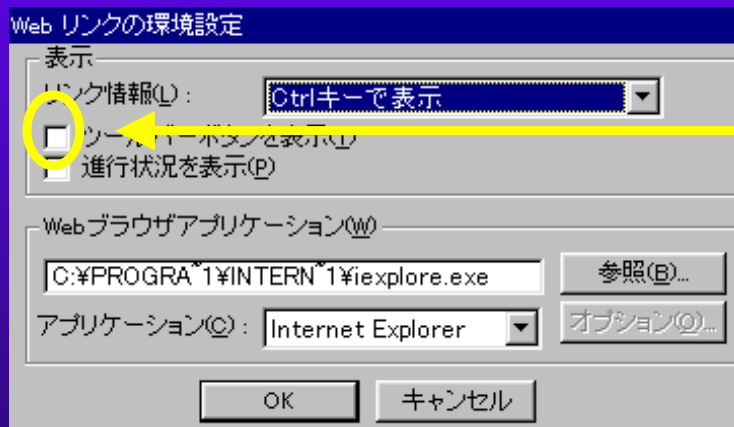 Web リンクの環境設定
表示
リンク情報(L): Ctrlキーで表示
ツールバーボタンを表示(T)
進行状況を表示(P)
Webブラウザアプリケーション(W)
C:¥PROGRA~1¥INTERN~1¥iexplore.exe 参照(B)...
アプリケーション(C): Internet Explorer オプション(O)...
OK キャンセル